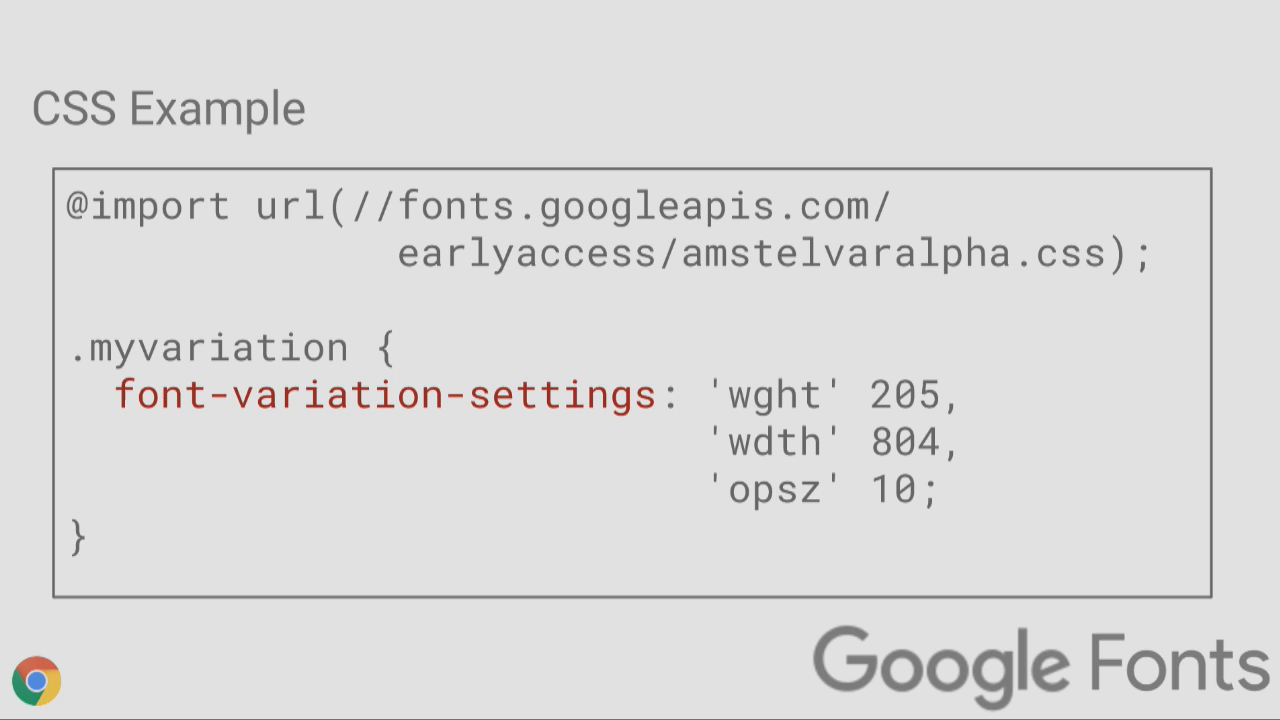 CSS Example
@import url(//fonts.googleapis.com/
earlyaccess/amstelvaralpha.css);
.myvariation {
font-variation-settings: 'wght' 205,
'wdth' 804,
'opsz' 10;
}
Google Fonts